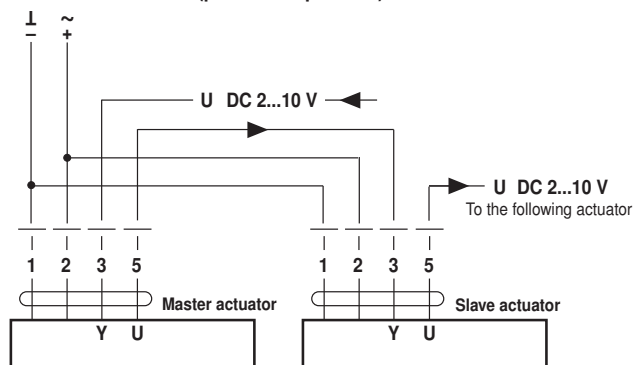 ⊥ ~
– +
U DC 2...10 V
U DC 2...10 V
To the following actuator
1 2 3 5 1 2 3 5
Master actuator Slave actuator
Y U Y U